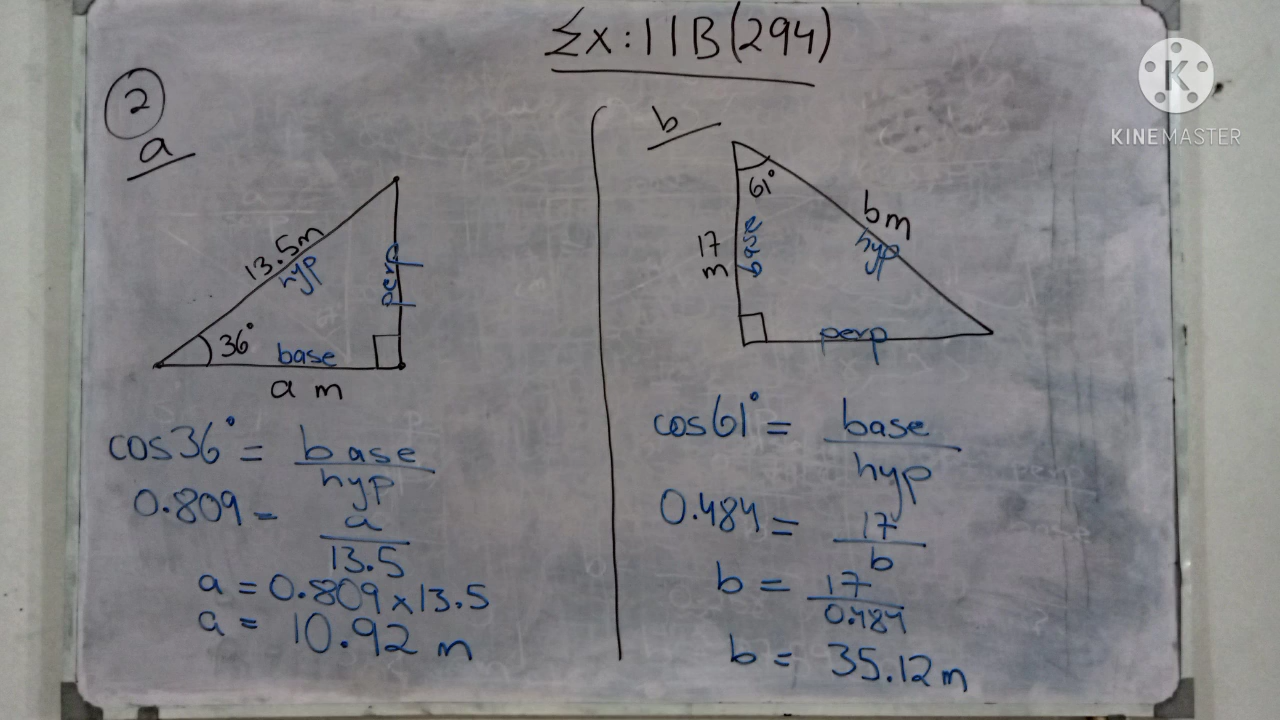 Ex: 11B(294)
K
KINEMASTER
2
a
13.5m
hyp
perp
36°
base
a m
cos36° = base
hyp
0.809 = a
13.5
a = 0.809 × 13.5
a = 10.92 m
b
61°
17
m
base
bm
hyp
perp
cos61° = base
hyp
0.484 = 17
b
b = 17
0.484
b = 35.12m